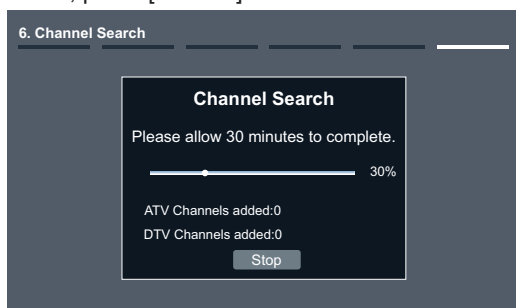 6. Channel Search
Channel Search
Please allow 30 minutes to complete.
30%
ATV Channels added:0
DTV Channels added:0
Stop